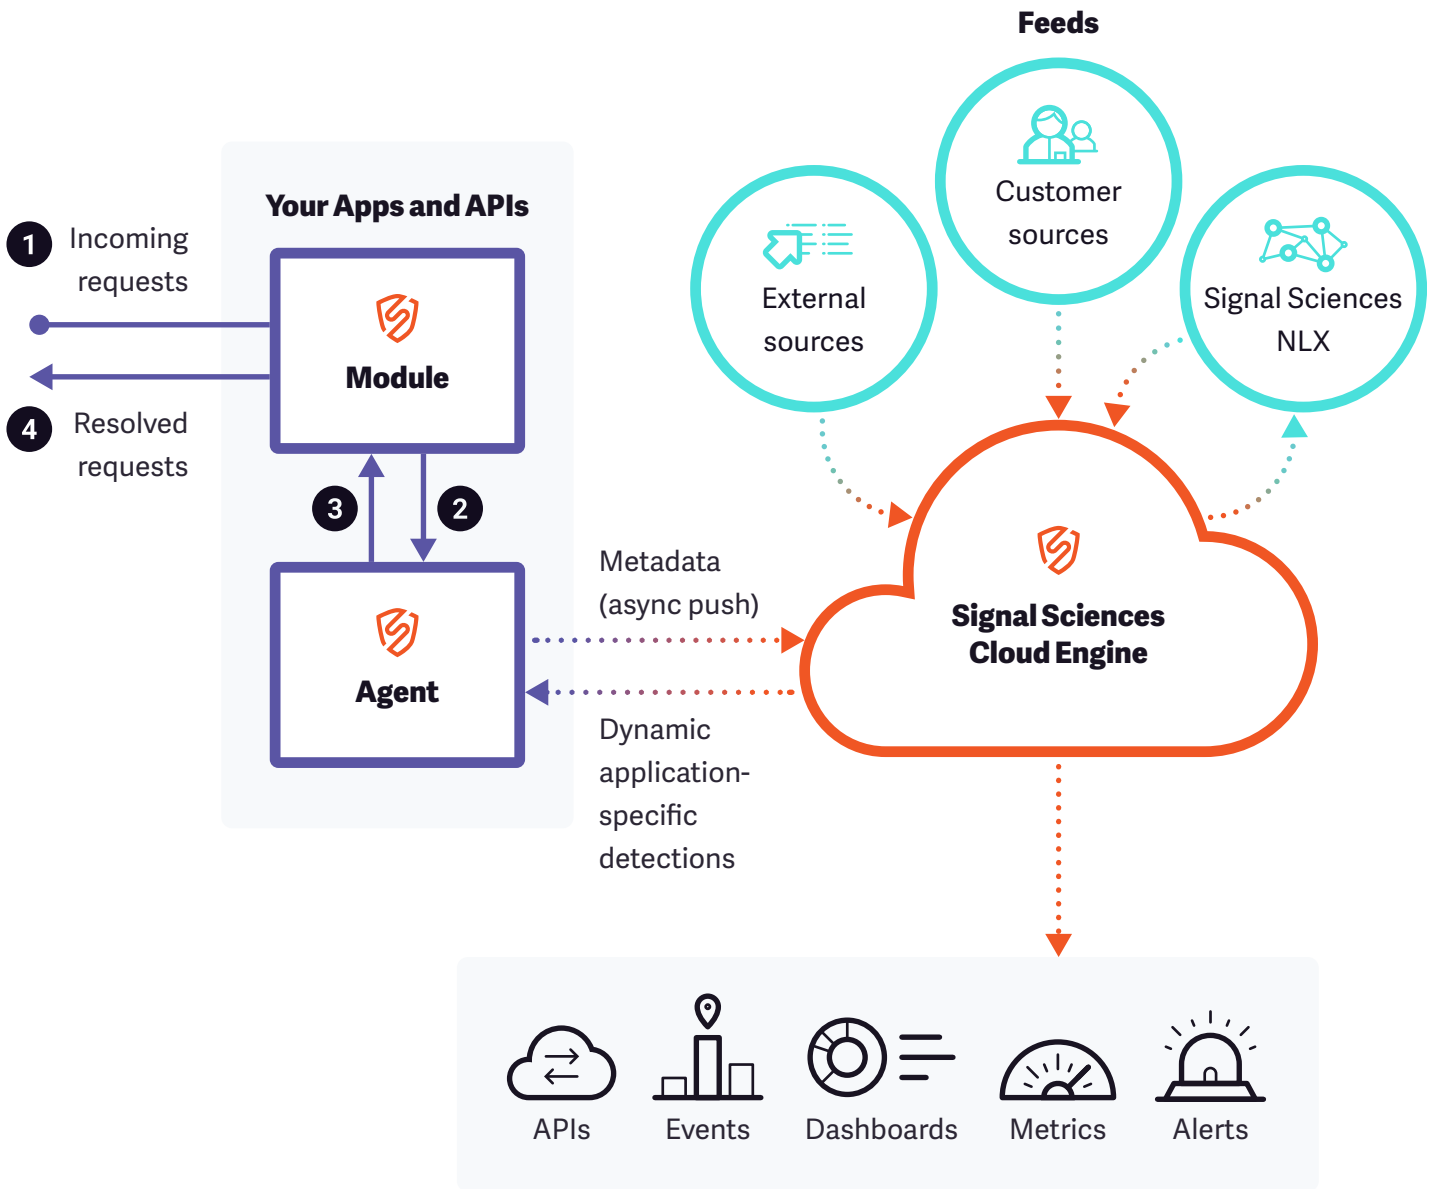 Feeds
Customer
sources
External
sources
Signal Sciences
NLX
Your Apps and APIs
1
Incoming
requests
Module
4
Resolved
requests
3
2
Agent
Metadata
(async push)
Dynamic
application-
specific
detections
Signal Sciences
Cloud Engine
APIs
Events
Dashboards
Metrics
Alerts